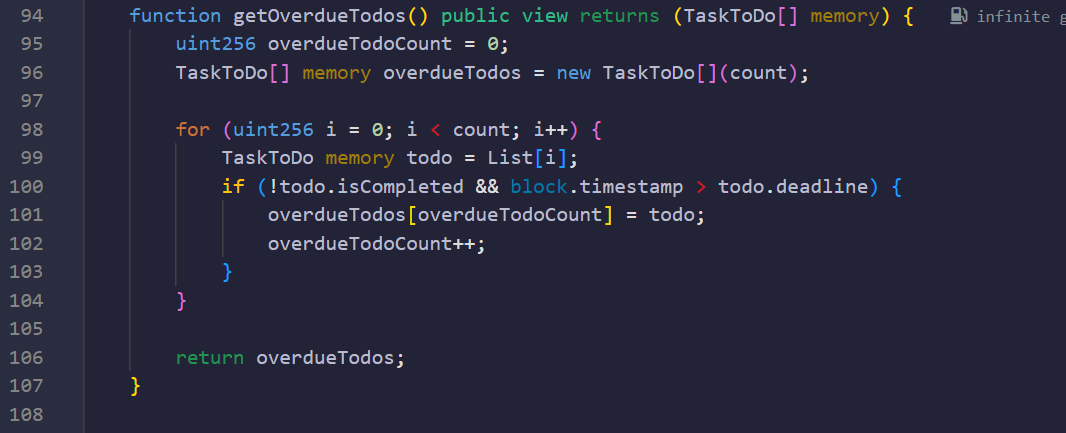 94 function getOverdueTodos() public view returns (TaskToDo[] memory) { infinite g
95 uint256 overdueTodoCount = 0;
96 TaskToDo[] memory overdueTodos = new TaskToDo[](count);
97
98 for (uint256 i = 0; i < count; i++) {
99 TaskToDo memory todo = List[i];
100 if (!todo.isCompleted && block.timestamp > todo.deadline) {
101 overdueTodos[overdueTodoCount] = todo;
102 overdueTodoCount++;
103 }
104 }
105
106 return overdueTodos;
107 }
108